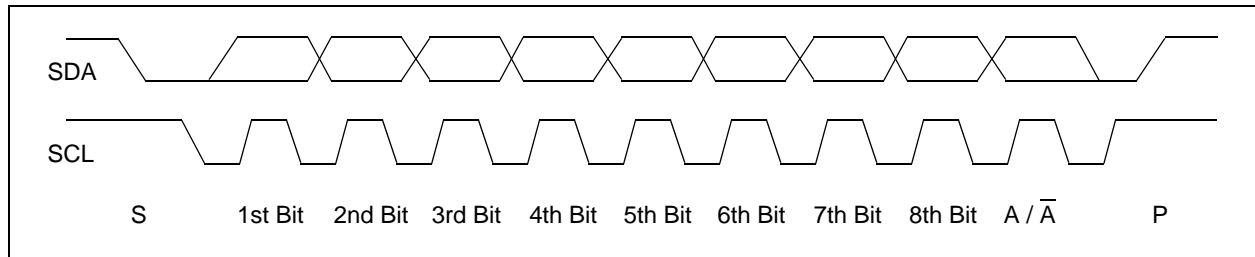 SDA
SCL
S 1st Bit 2nd Bit 3rd Bit 4th Bit 5th Bit 6th Bit 7th Bit 8th Bit A / A̅ P